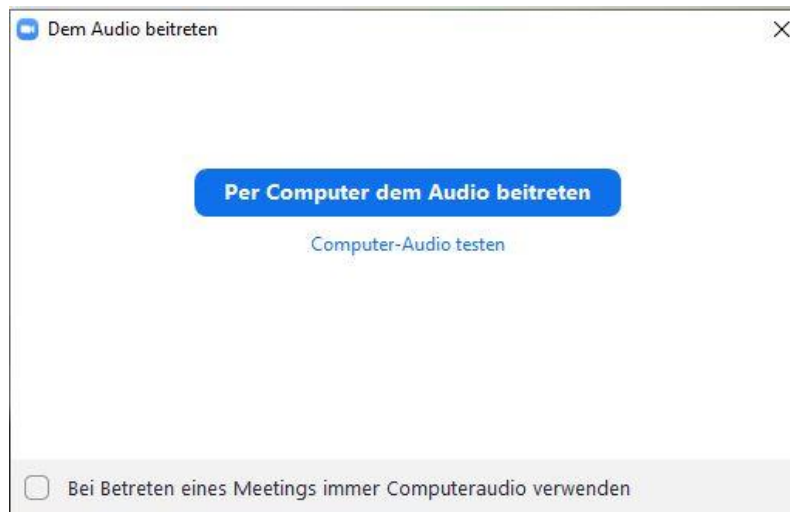 Dem Audio beitreten
Per Computer dem Audio beitreten
Computer-Audio testen
Bei Betreten eines Meetings immer Computeraudio verwenden